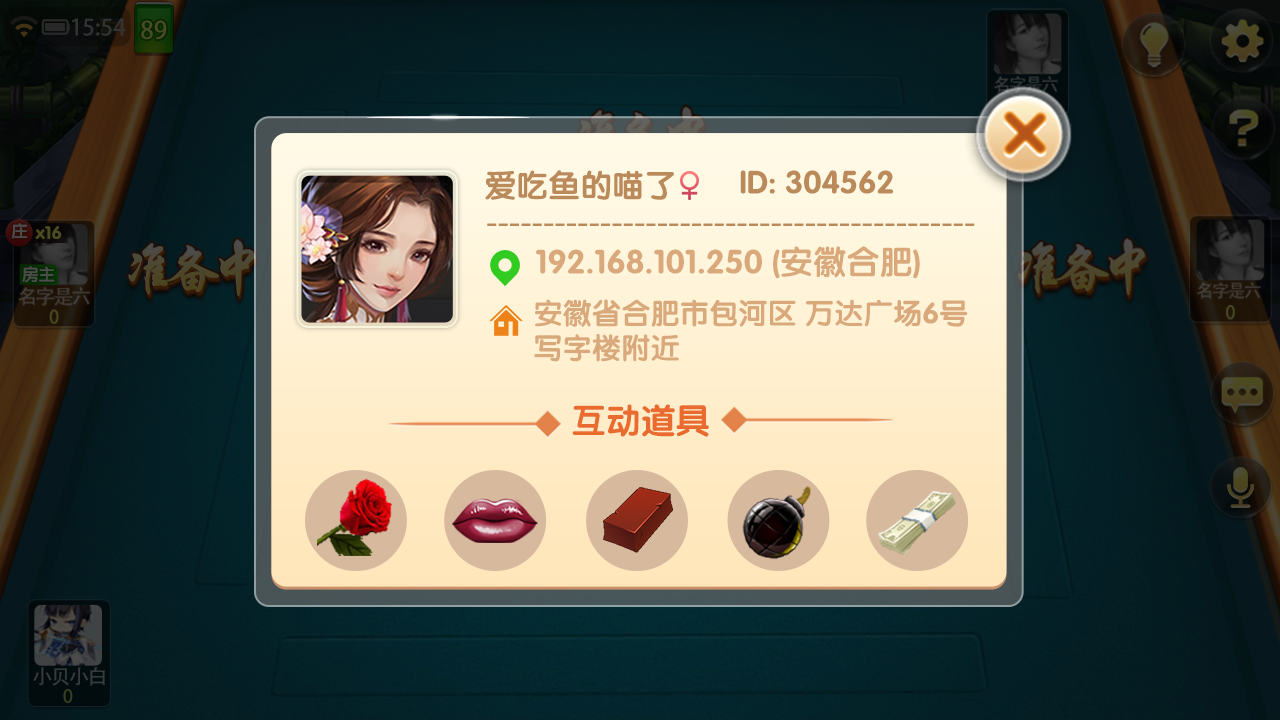 15:54
89
名字是六
准备中
爱吃鱼的喵了♀ ID: 304562
192.168.101.250 (安徽合肥)
安徽省合肥市包河区 万达广场6号
写字楼附近
庄 x16
房主
名字是六
0
准备中
准备中
名字是六
0
互动道具
小贝小白
0